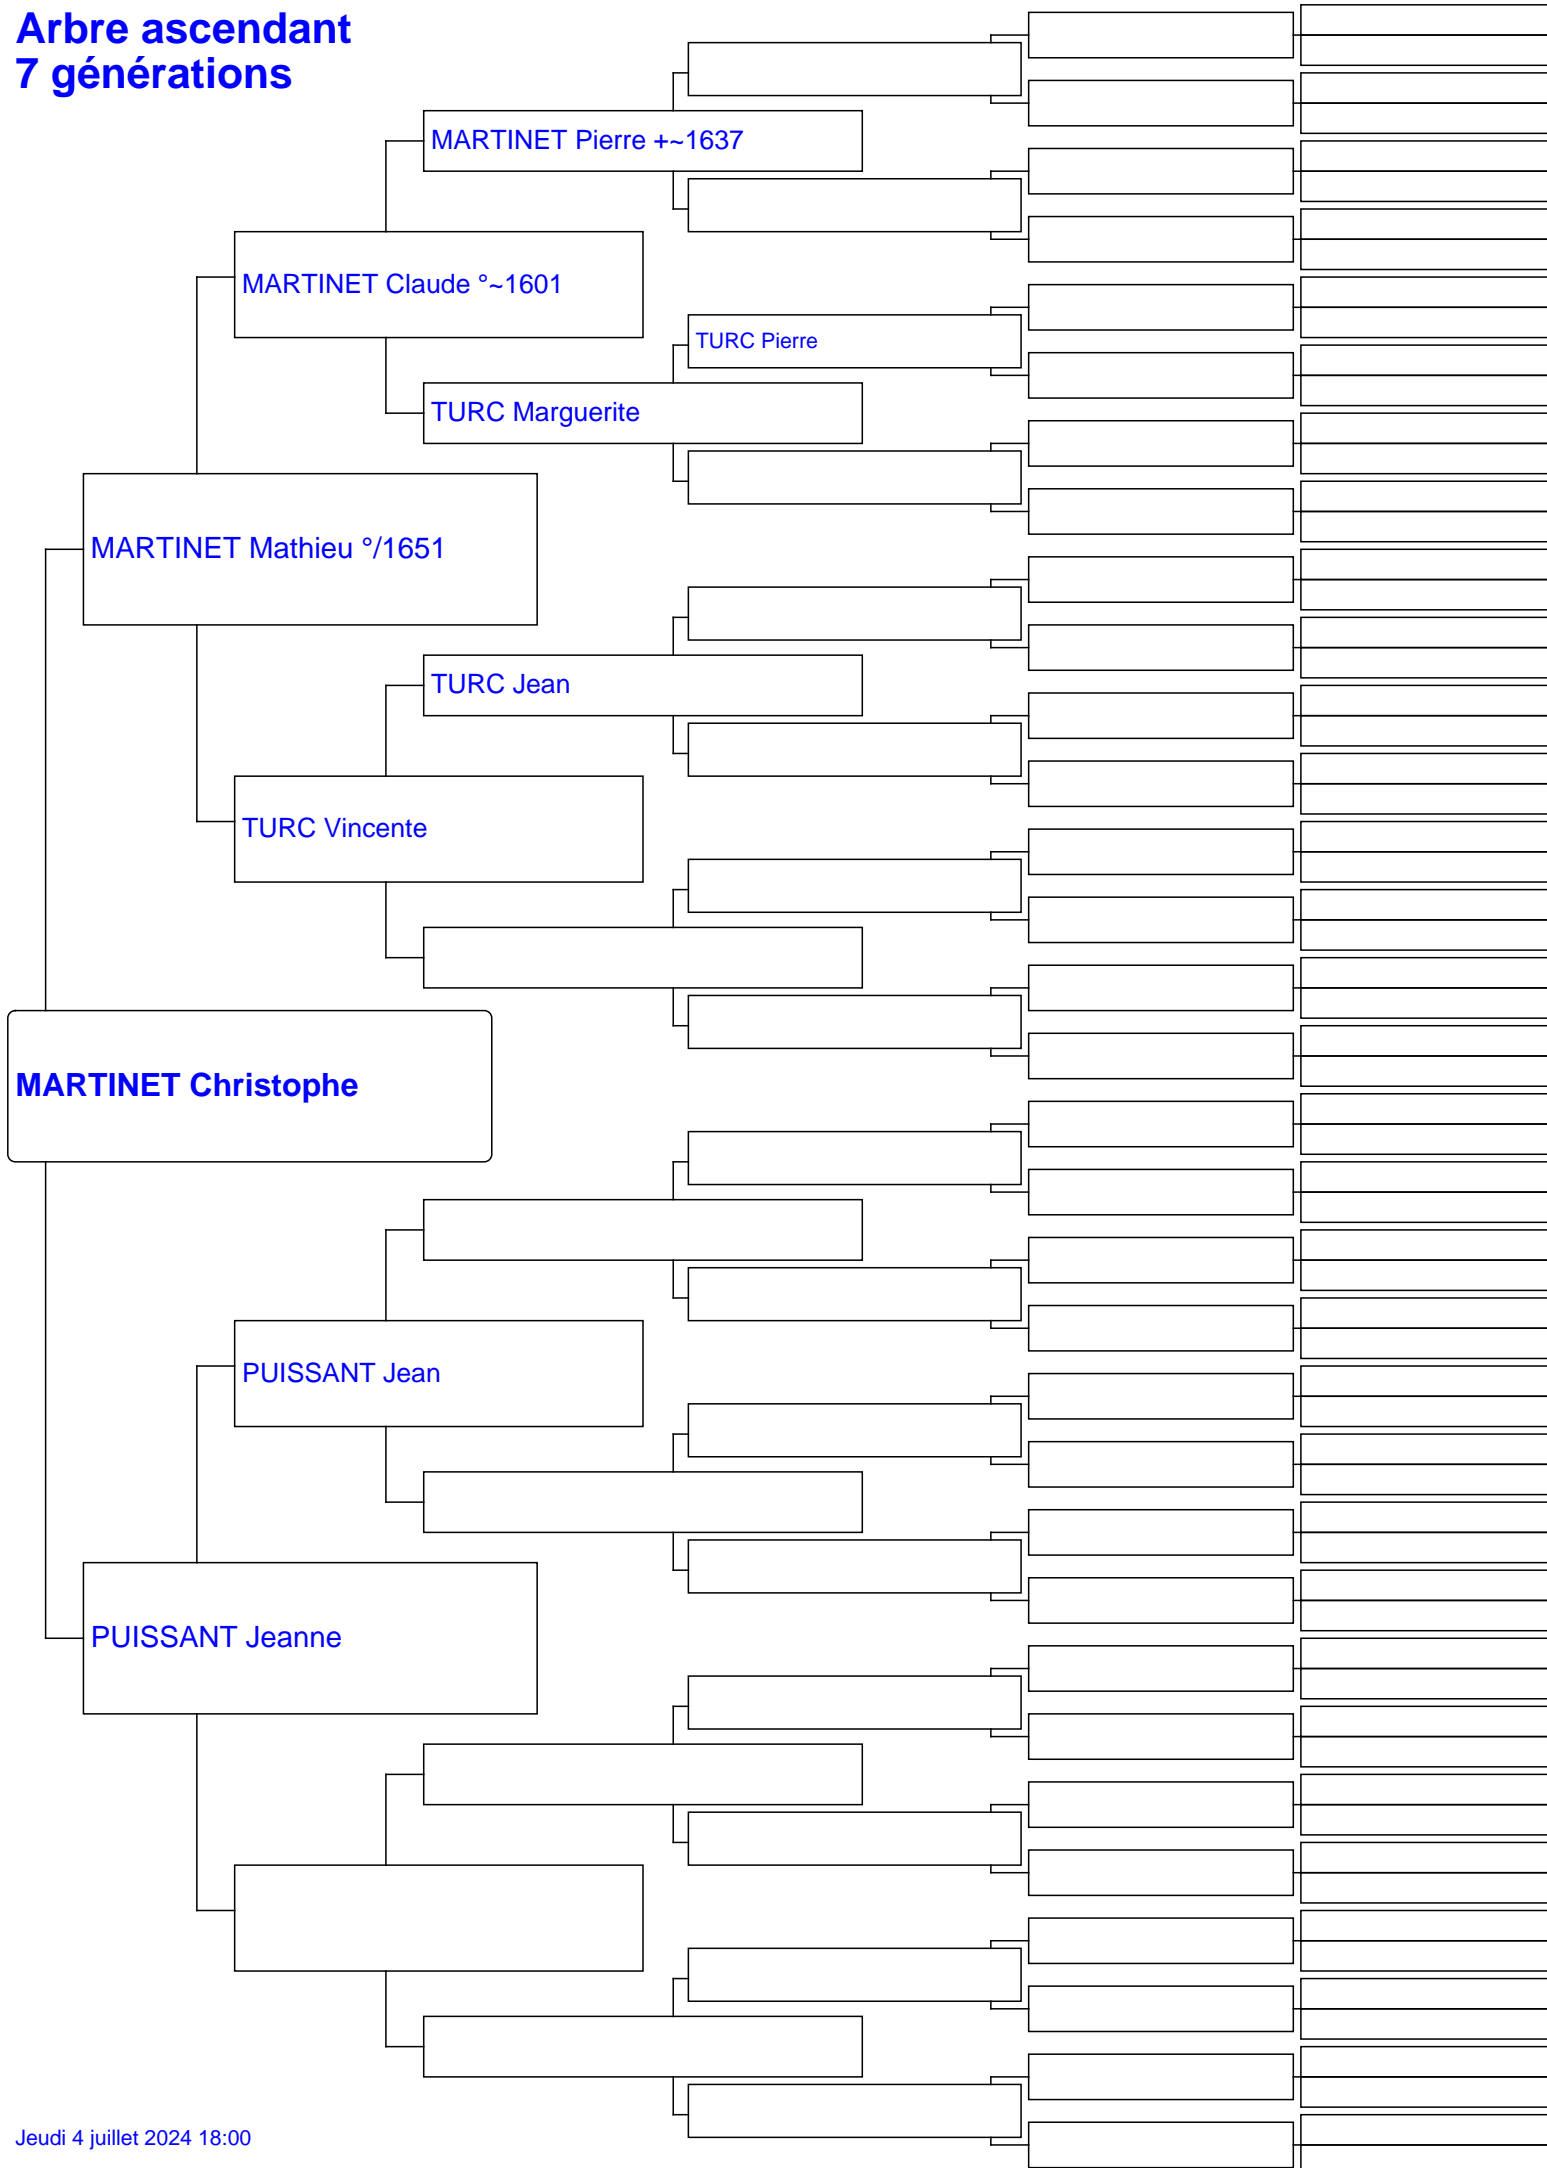 Arbre ascendant
7 générations
MARTINET Pierre +~1637
MARTINET Claude °~1601
TURC Pierre
TURC Marguerite
MARTINET Mathieu °/1651
TURC Jean
TURC Vincente
MARTINET Christophe
PUISSANT Jean
PUISSANT Jeanne
Jeudi 4 juillet 2024 18:00